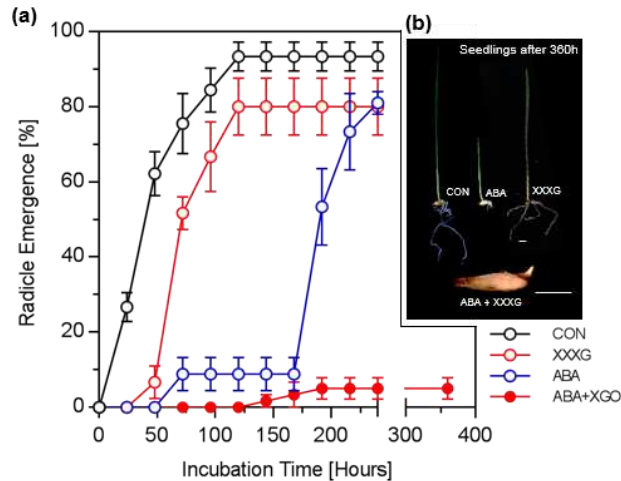 (a)
(b)
Seedlings after 360h
CON
ABA
XXXG
ABA + XXXG
Radicle Emergence [%]
100
80
60
40
20
0
0
50
100
150
200
300
400
Incubation Time [Hours]
CON
XXXG
ABA
ABA+XGO